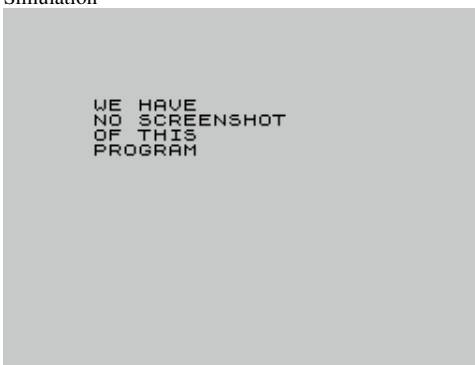 Simulation
WE HAVE
NO SCREENSHOT
OF THIS
PROGRAM